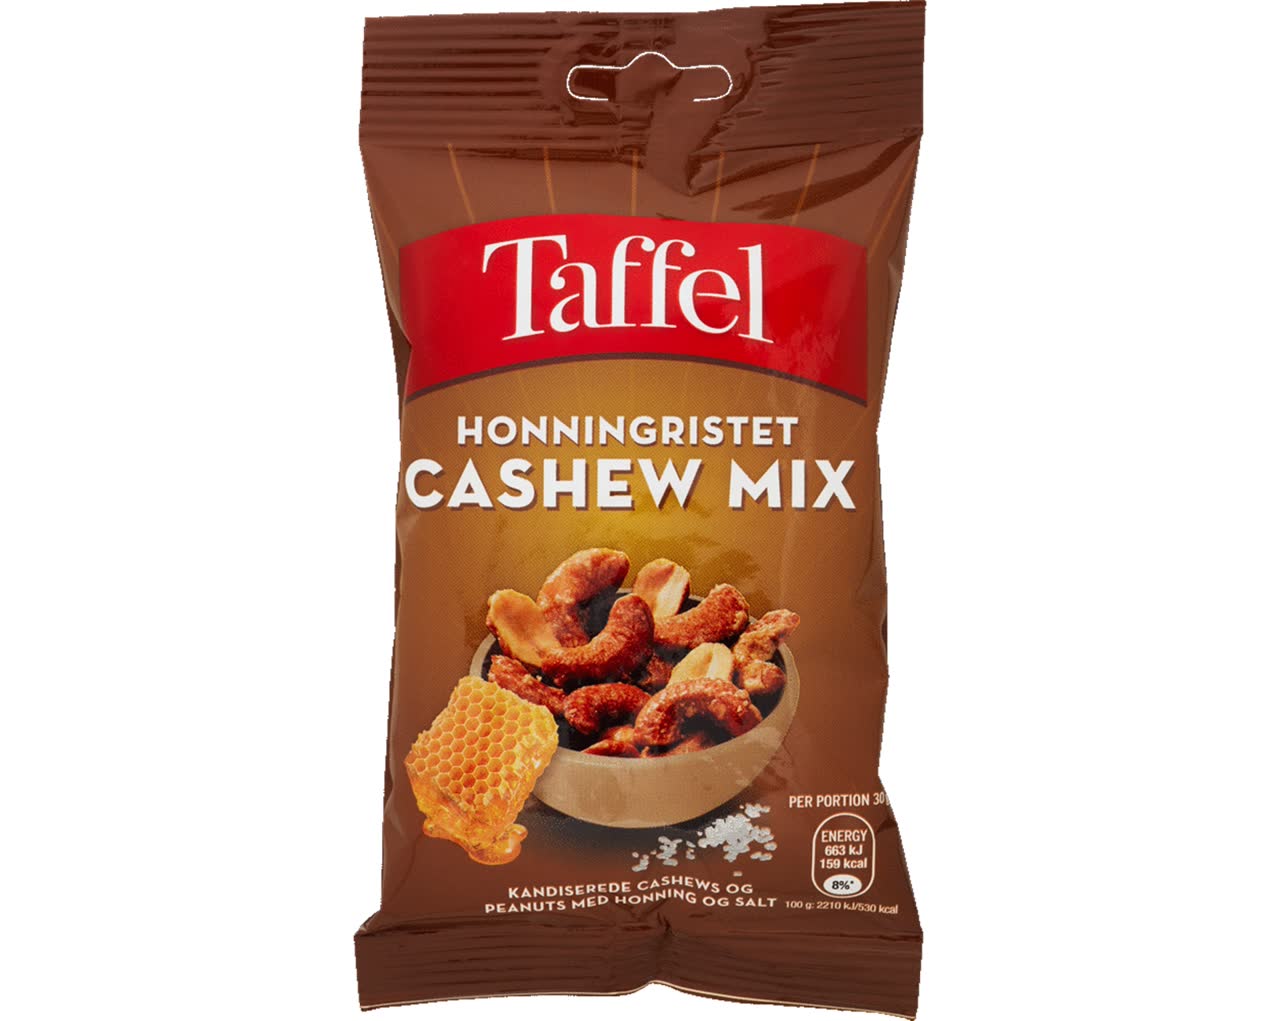 Taffel
HONNINGRISTET
CASHEW MIX
PER PORTION 30g
ENERGY
663 kJ
159 kcal
8%*
KANDISEREDE CASHEWS OG
PEANUTS MED HONNING OG SALT
100 g: 2210 kJ/530 kcal